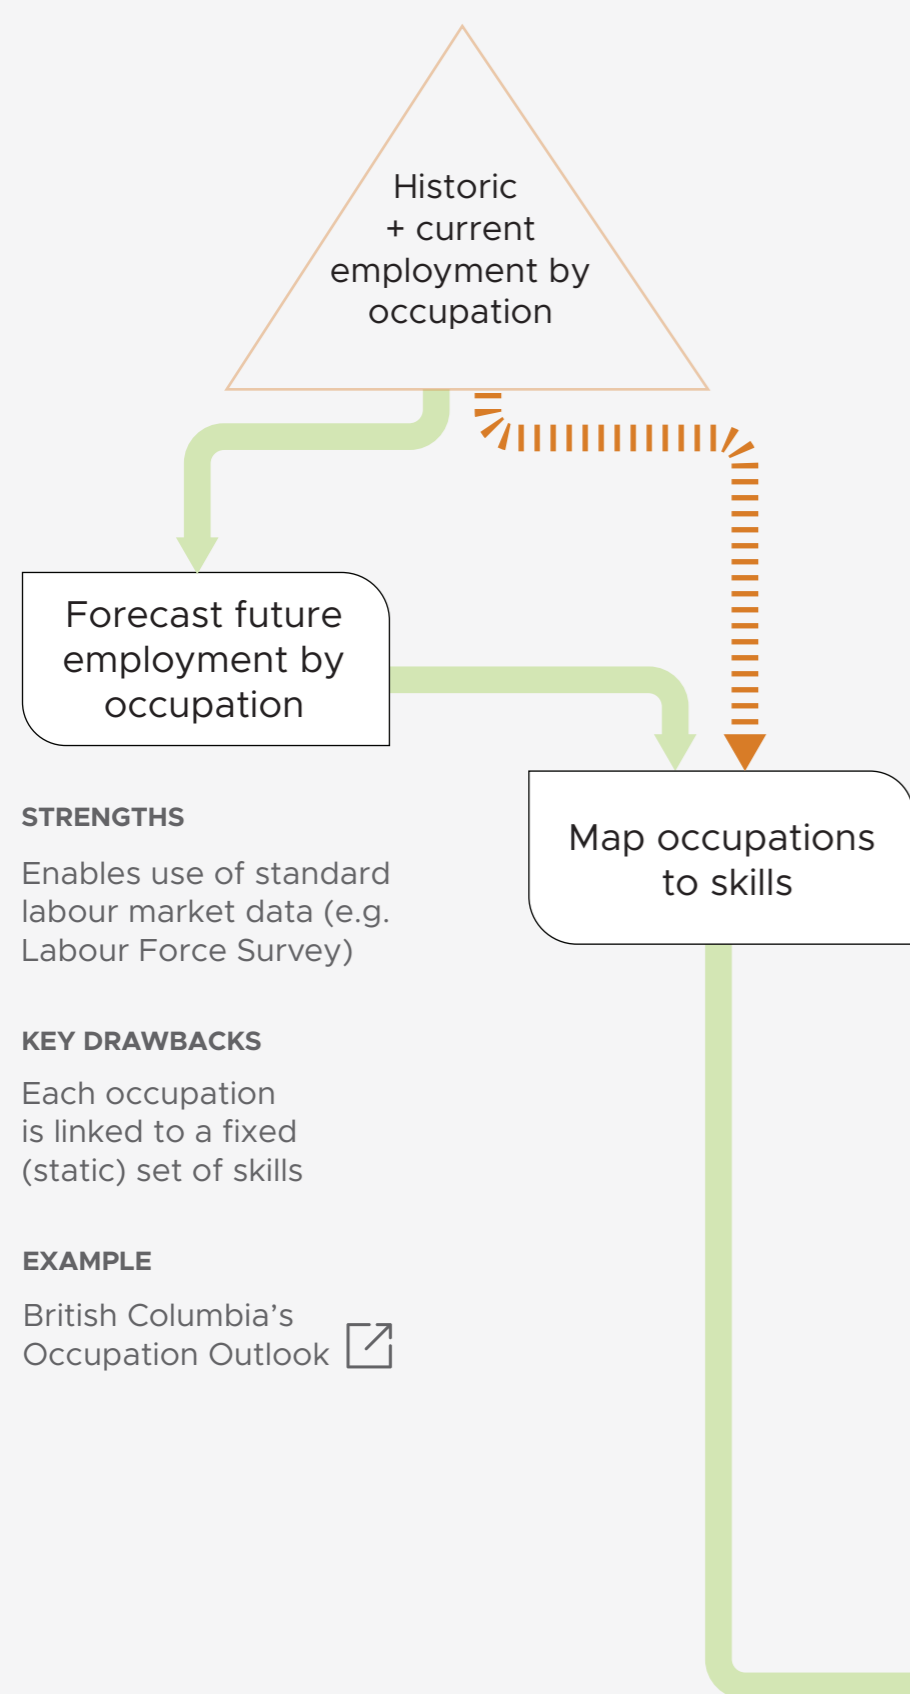 Historic
+ current
employment by
occupation
Forecast future
employment by
occupation
Map occupations
to skills
STRENGTHS
Enables use of standard
labour market data (e.g.
Labour Force Survey)
KEY DRAWBACKS
Each occupation
is linked to a fixed
(static) set of skills
EXAMPLE
British Columbia’s
Occupation Outlook